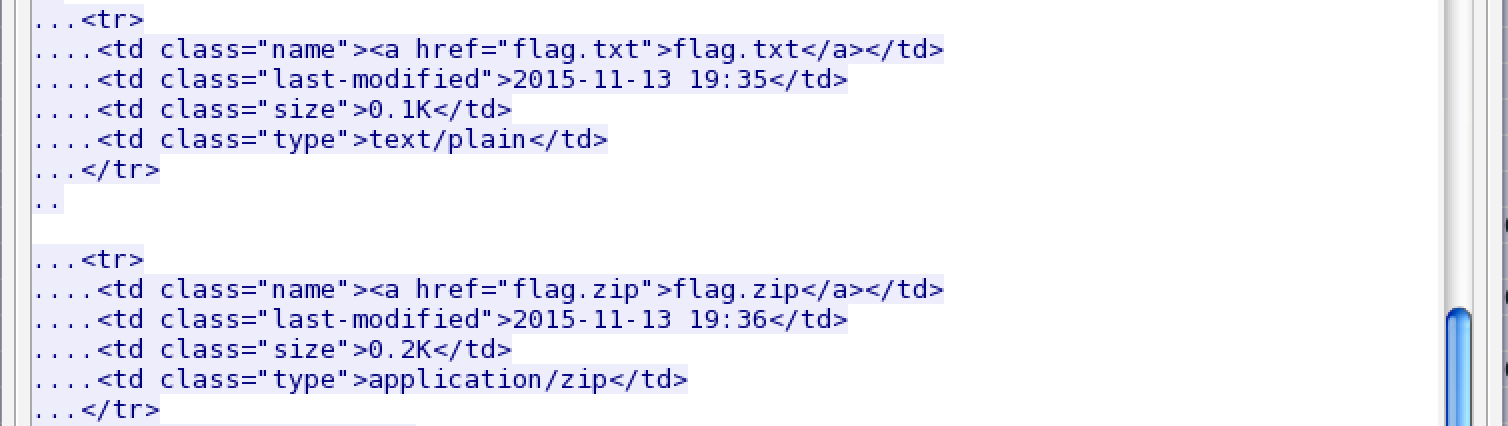 ...<tr>
....<td class="name"><a href="flag.txt">flag.txt</a></td>
....<td class="last-modified">2015-11-13 19:35</td>
....<td class="size">0.1K</td>
....<td class="type">text/plain</td>
...</tr>
..
...<tr>
....<td class="name"><a href="flag.zip">flag.zip</a></td>
....<td class="last-modified">2015-11-13 19:36</td>
....<td class="size">0.2K</td>
....<td class="type">application/zip</td>
...</tr>